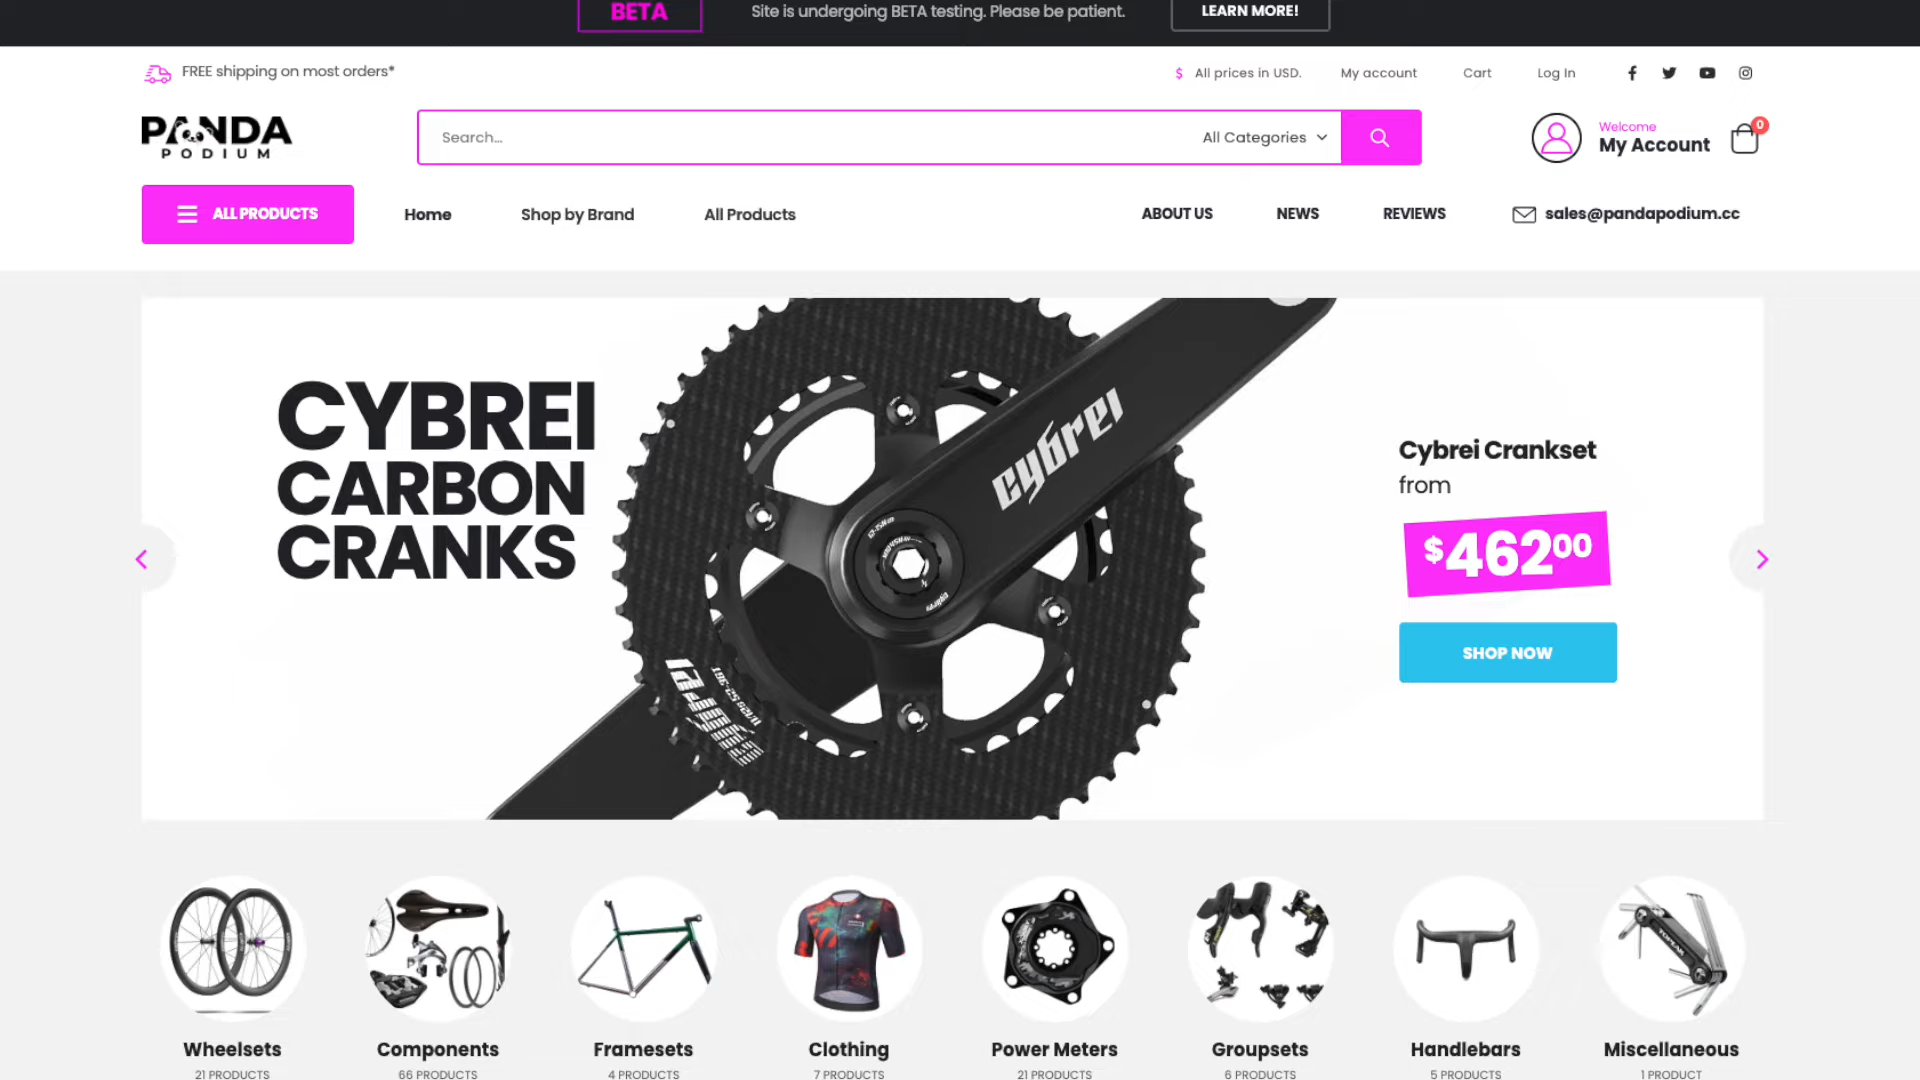 BETA
Site is undergoing BETA testing. Please be patient.
LEARN MORE!
FREE shipping on most orders*
$ All prices in USD.
My account
Cart
Log In
PANDA
PODIUM
Search...
All Categories
Welcome
My Account
0
ALL PRODUCTS
Home
Shop by Brand
All Products
ABOUT US
NEWS
REVIEWS
sales@pandapodium.cc
CYBREI
CARBON
CRANKS
cybrei
Cybrei Crankset
from
$46200
SHOP NOW
Wheelsets
Components
Framesets
Clothing
Power Meters
Groupsets
Handlebars
Miscellaneous
21 PRODUCTS
66 PRODUCTS
4 PRODUCTS
7 PRODUCTS
21 PRODUCTS
6 PRODUCTS
5 PRODUCTS
1 PRODUCT